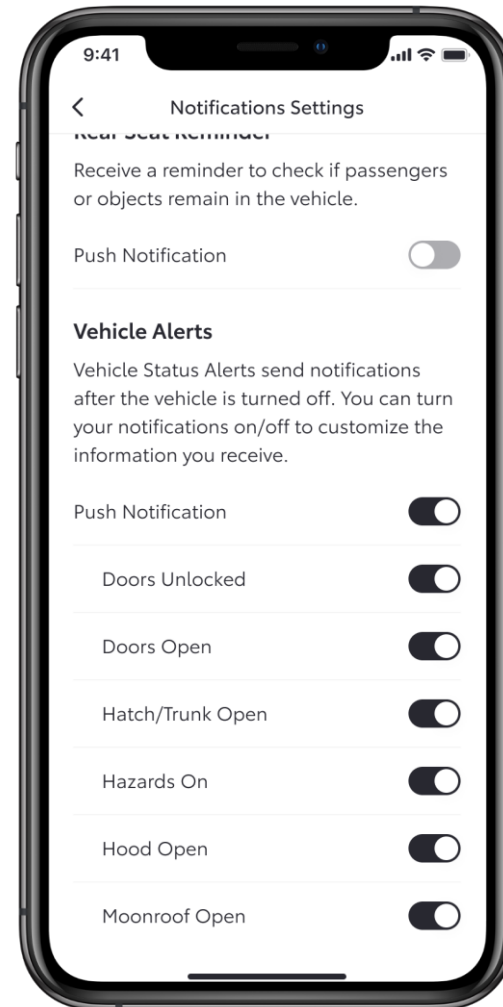 9:41
Notifications Settings
Rear Seat Reminder
Receive a reminder to check if passengers
or objects remain in the vehicle.
Push Notification
Vehicle Alerts
Vehicle Status Alerts send notifications
after the vehicle is turned off. You can turn
your notifications on/off to customize the
information you receive.
Push Notification
Doors Unlocked
Doors Open
Hatch/Trunk Open
Hazards On
Hood Open
Moonroof Open